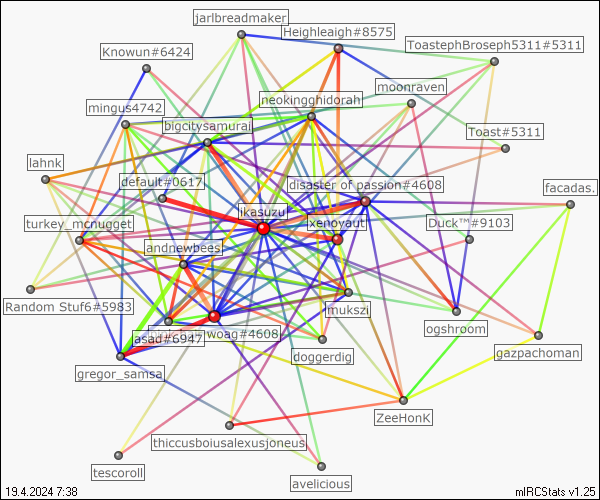 jarlbreadmaker
Heighleaigh#8575
Knowun#6424
ToastephBroseph5311#5311
moonraven
neokingghidorah
mingus4742
bigcitysamurai
Toast#5311
lahnk
default#0617
disaster of passion#4608
facadas.
jikasuzu
xenovaut
Duck™#9103
turkey_mcnugget
andnewbees
Random Stuf6#5983
mukszi
ogshroom
asad#6947
woag#4608
doggerdig
gazpachoman
gregor_samsa
ZeeHonK
thiccusboiusalexusjoneus
tescoroll
avelicious
19.4.2024 7:38
mIRCStats v1.25